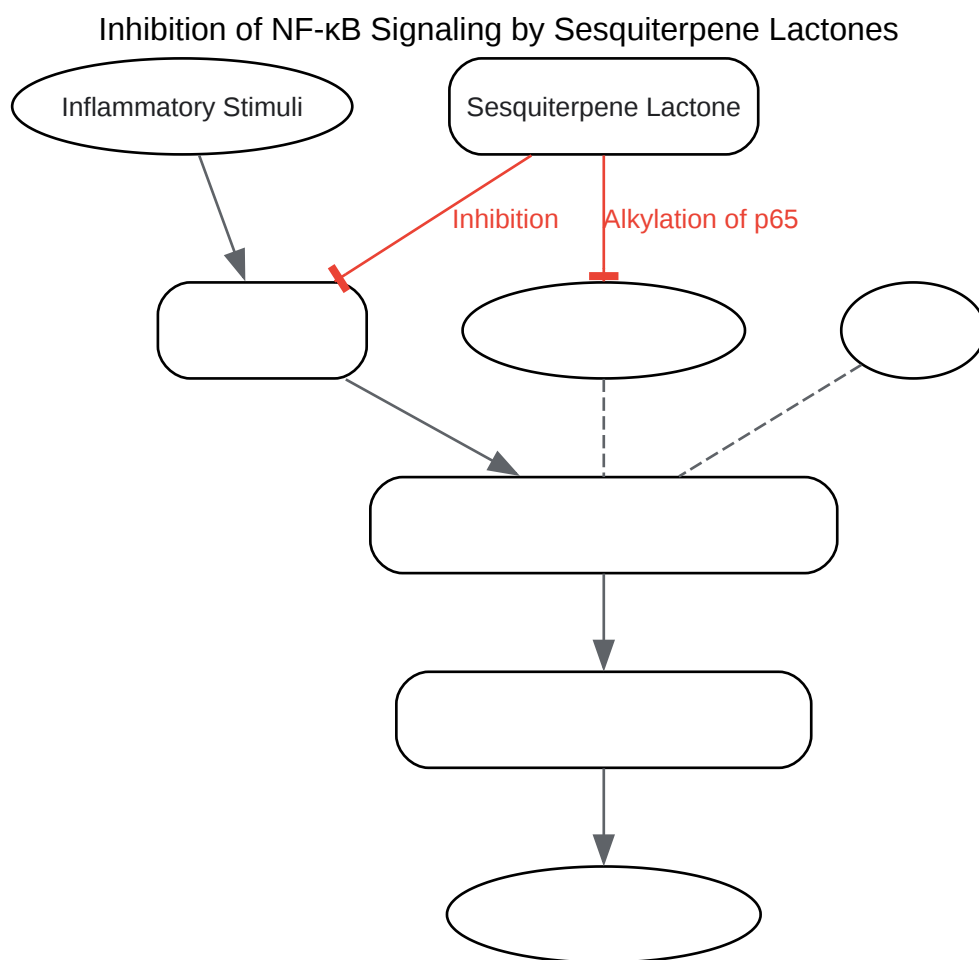 Inhibition of NF-κB Signaling by Sesquiterpene Lactones
Inflammatory Stimuli
Sesquiterpene Lactone
Inhibition
Alkylation of p65